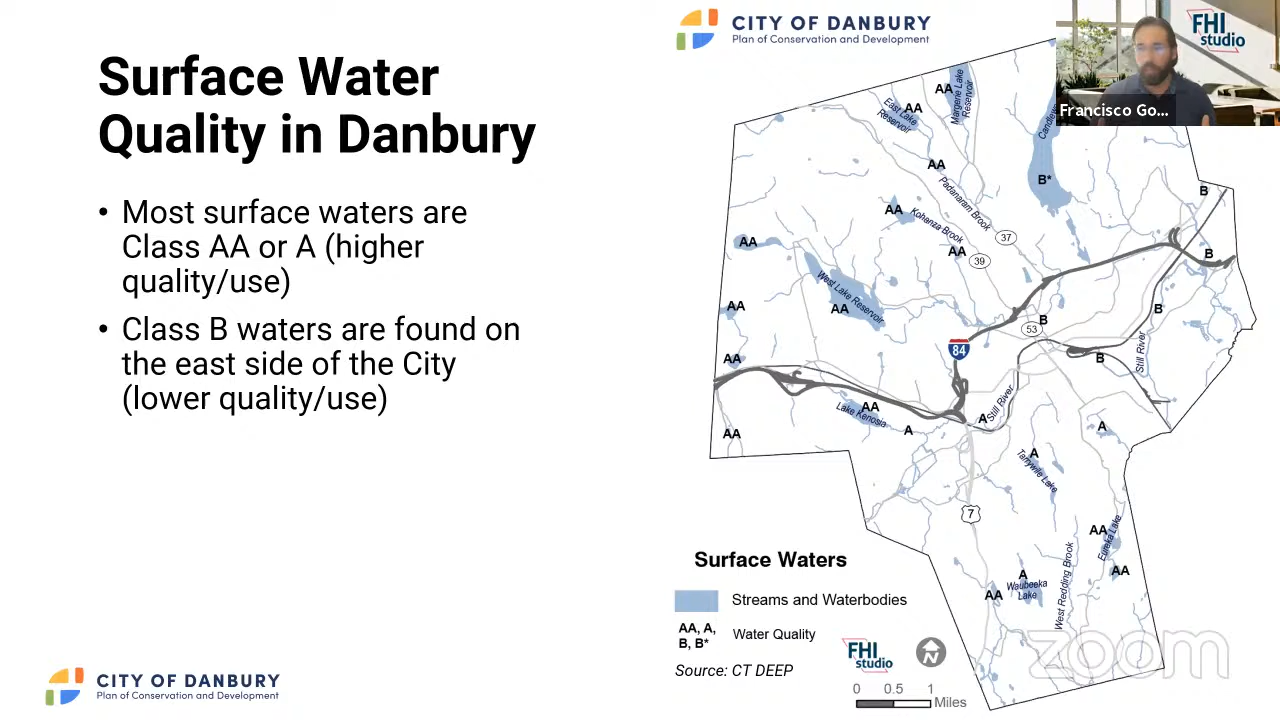 Surface Water
Quality in Danbury
• Most surface waters are
Class AA or A (higher
quality/use)
• Class B waters are found on
the east side of the City
(lower quality/use)
CITY OF DANBURY
Plan of Conservation and Development
CITY OF DANBURY
Plan of Conservation and Development
FHI
studio
Francisco Go...
AA
Margerie Lake
Reservoir
AA
East Lake
Reservoir
AA
B*
B
AA
Padanaram Brook
Kohanza Brook
37
AA
39
AA
B
West Lake Reservoir
AA
AA
B
53
B
84
B
Still River
AA
AA
Lake Kenosia
A
A
Still River
A
AA
A
Tarrywile Lake
7
AA
Eureka Lake
AA
A
Waubeeka
Lake
AA
West Redding Brook
Surface Waters
Streams and Waterbodies
AA, A,
B, B*
Water Quality
Source: CT DEEP
FHI
studio
N
0 0.5 1
Miles
zoom